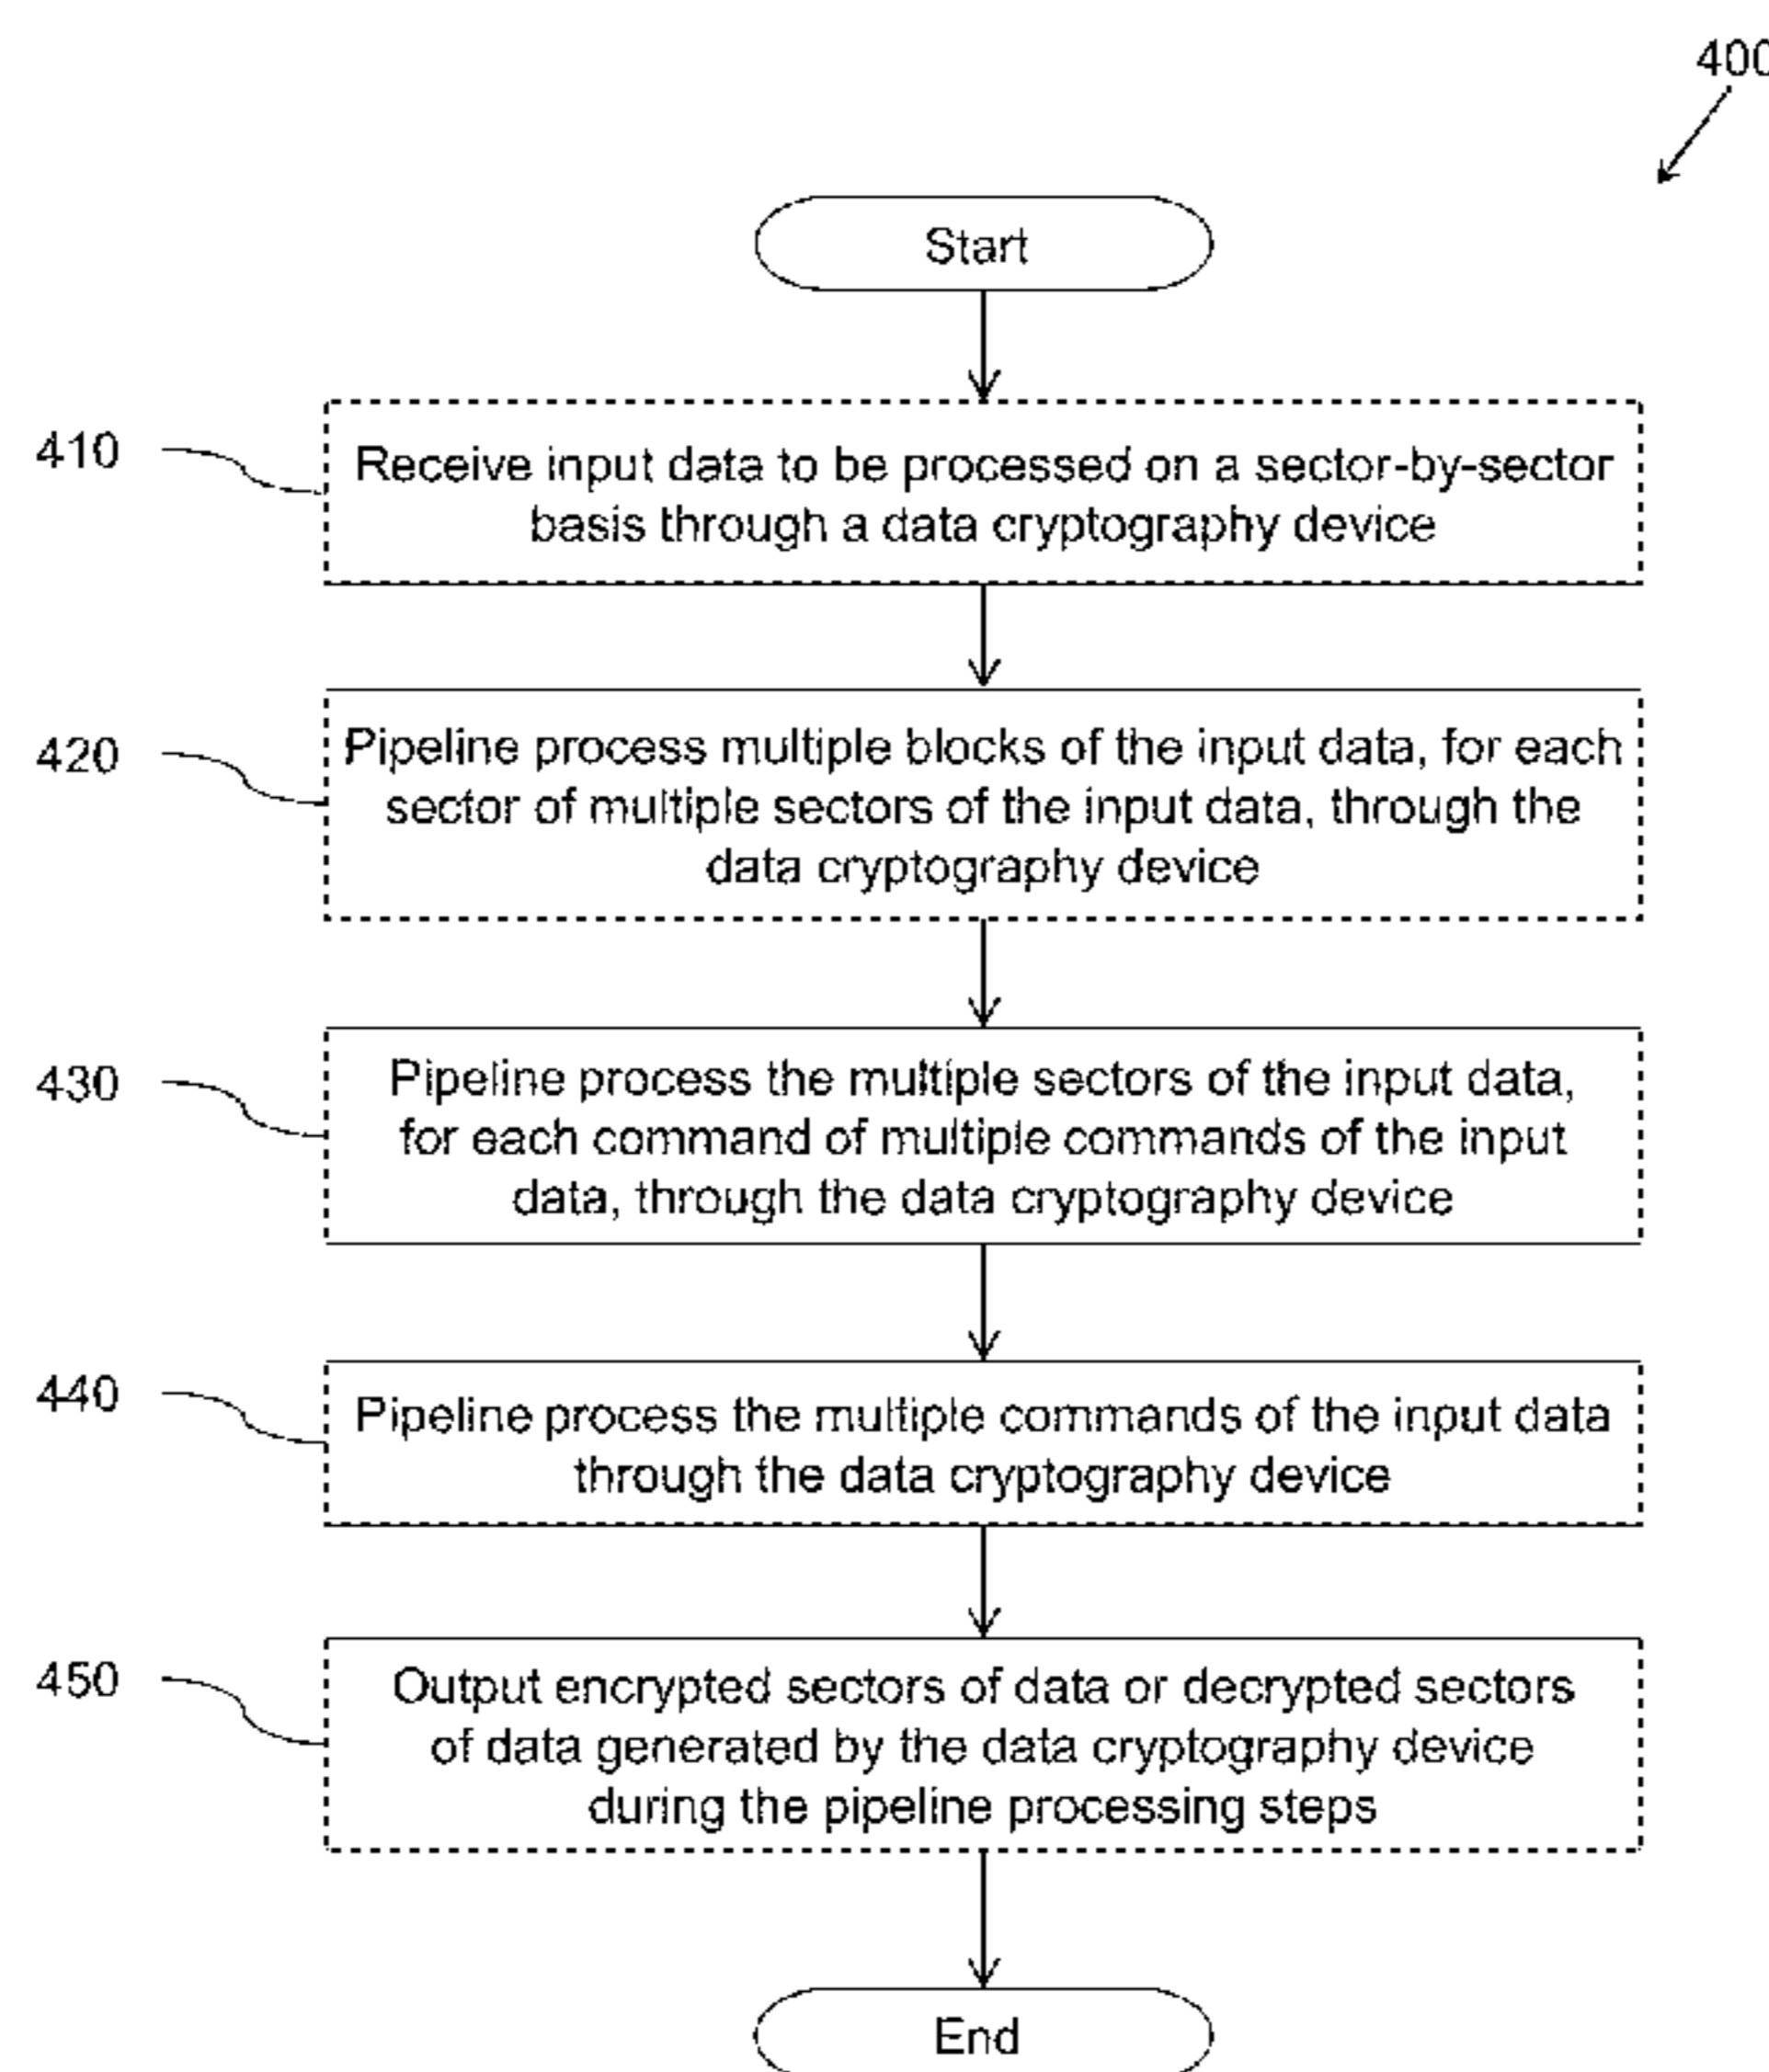 400
Start
410
Receive input data to be processed on a sector-by-sector
basis through a data cryptography device
420
Pipeline process multiple blocks of the input data, for each
sector of multiple sectors of the input data, through the
data cryptography device
430
Pipeline process the multiple sectors of the input data,
for each command of multiple commands of the input
data, through the data cryptography device
440
Pipeline process the multiple commands of the input data
through the data cryptography device
450
Output encrypted sectors of data or decrypted sectors
of data generated by the data cryptography device
during the pipeline processing steps
End